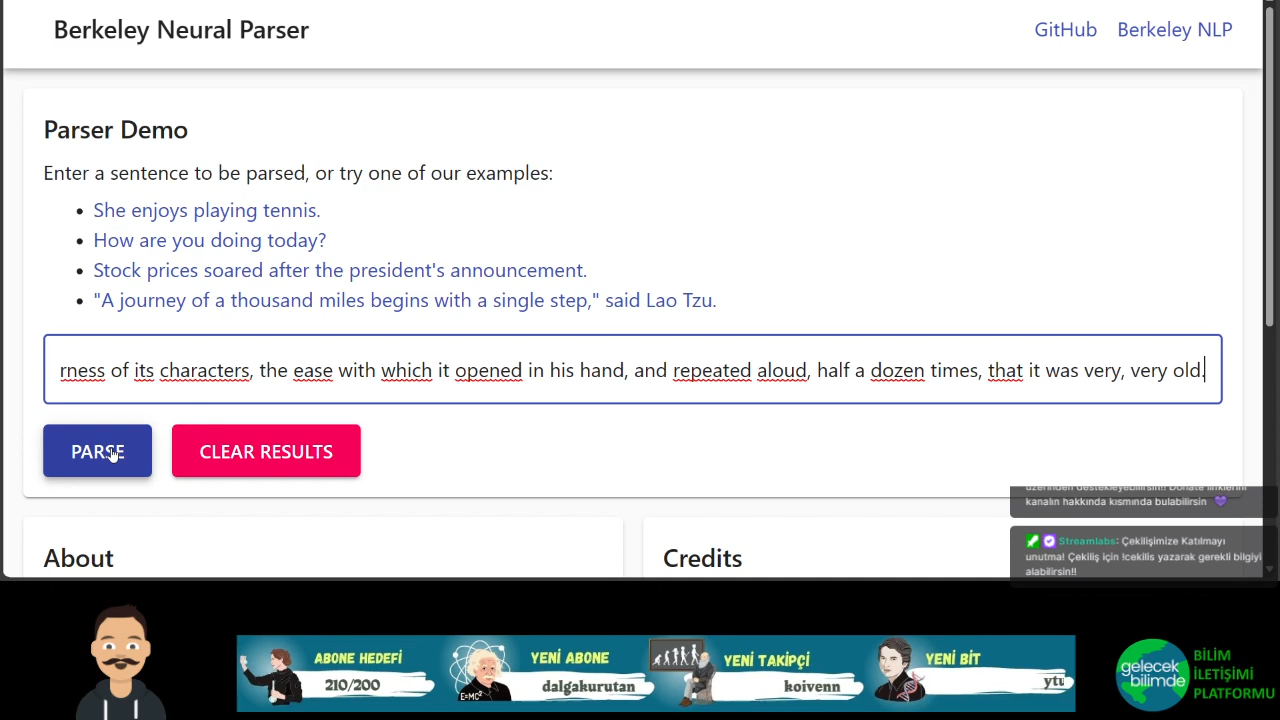 Berkeley Neural Parser
GitHub Berkeley NLP
Parser Demo
Enter a sentence to be parsed, or try one of our examples:
She enjoys playing tennis.
How are you doing today?
Stock prices soared after the president's announcement.
"A journey of a thousand miles begins with a single step," said Lao Tzu.
rness of its characters, the ease with which it opened in his hand, and repeated aloud, half a dozen times, that it was very, very old.
PARSE CLEAR RESULTS
üzerinden destekleyebilirsin!! Donate linklerini
kanalın hakkında kısmında bulabilirsin
Streamlabs: Çekilişimize Katılmayı
unutma! Çekiliş için !cekilis yazarak gerekli bilgiyi
alabilirsin!!
About
Credits
ABONE HEDEFİ
210/200
E=MC²
YENİ ABONE
dalgakurutan
YENİ TAKİPÇİ
koivenn
YENİ BİT
ytu
gelecek
bilimde
BİLİM
İLETİŞİMİ
PLATFORMU